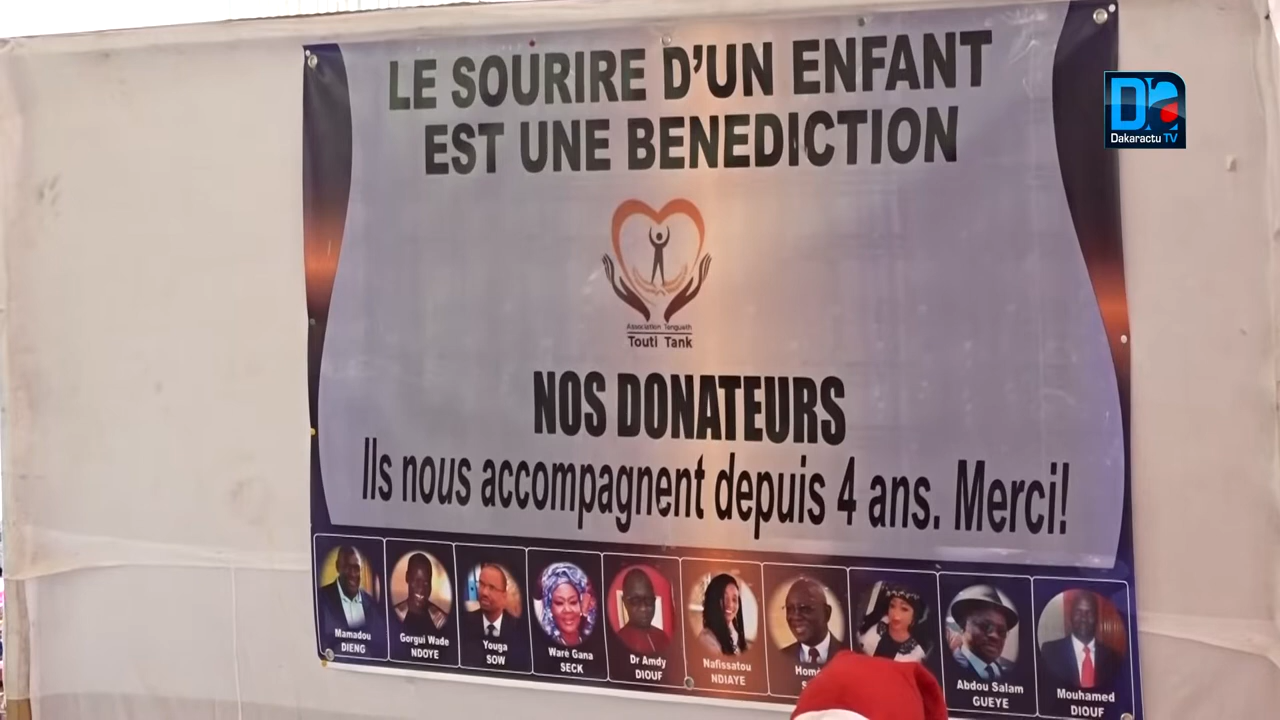 LE SOURIRE D'UN ENFANT
EST UNE BENEDICTION
Dakaractu TV
Association Tengueth
Touti Tank
NOS DONATEURS
Ils nous accompagnent depuis 4 ans. Merci!
Mamadou
DIENG
Gorgui Wade
NDOYE
Youga
SOW
Waré Gana
SECK
Dr Amdy
DIOUF
Nafissatou
NDIAYE
Abdou Salam
GUEYE
Mouhamed
DIOUF